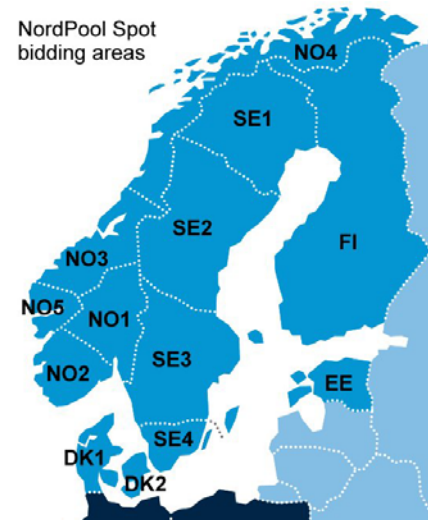 NordPool Spot
bidding areas
NO4
SE1
SE2
FI
NO3
NO5
NO1
NO2
SE3
EE
SE4
DK1
DK2